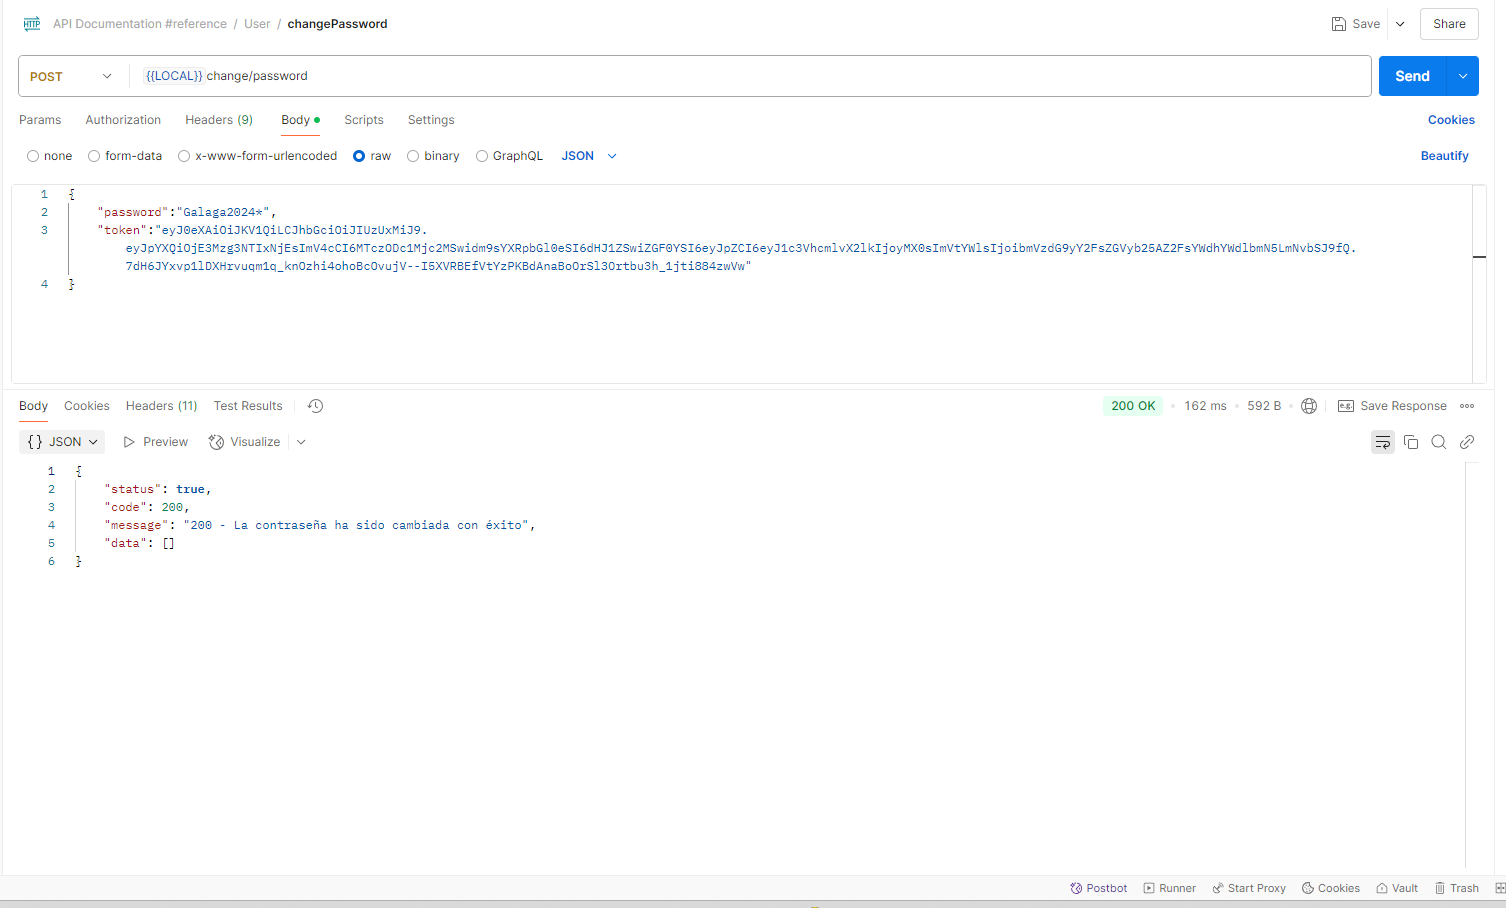 HTTP API Documentation #reference / User / changePassword Save Share
POST {{LOCAL}} change/password Send
Params Authorization Headers (9) Body Scripts Settings Cookies
none form-data x-www-form-urlencoded raw binary GraphQL JSON Beautify
1 {
2 "password":"Galaga2024*",
3 "token":"eyJ0eXAiOiJKV1QiLCJhbGciOiJIUzUxMiJ9.
eyJpYXQiOjE3Mzg3NTIxNjEsImV4cCI6MTczODc1Mjc2MSwidm9sYXRpbGl0eSI6dHJ1ZSwiZGF0YSI6eyJpZCI6eyJ1c3VhcmlvX2lkIjoyMX0sImVtYWlsIjoibmVzdG9yY2FsZGVyb25AZ2FsYWdhYWdlbmN5LmNvbSJ9fQ.
7dH6JYxvp1lDXHrvuqm1q_knOzhi4ohoBcOvujV--I5XVRBEfVtYzPKBdAnaBoOrSl3Ortbu3h_1jti884zwVw"
4 }
Body Cookies Headers (11) Test Results 200 OK • 162 ms • 592 B • e.g. Save Response
{} JSON Preview Visualize
1 {
2 "status": true,
3 "code": 200,
4 "message": "200 - La contraseña ha sido cambiada con éxito",
5 "data": []
6 }
Postbot Runner Start Proxy Cookies Vault Trash